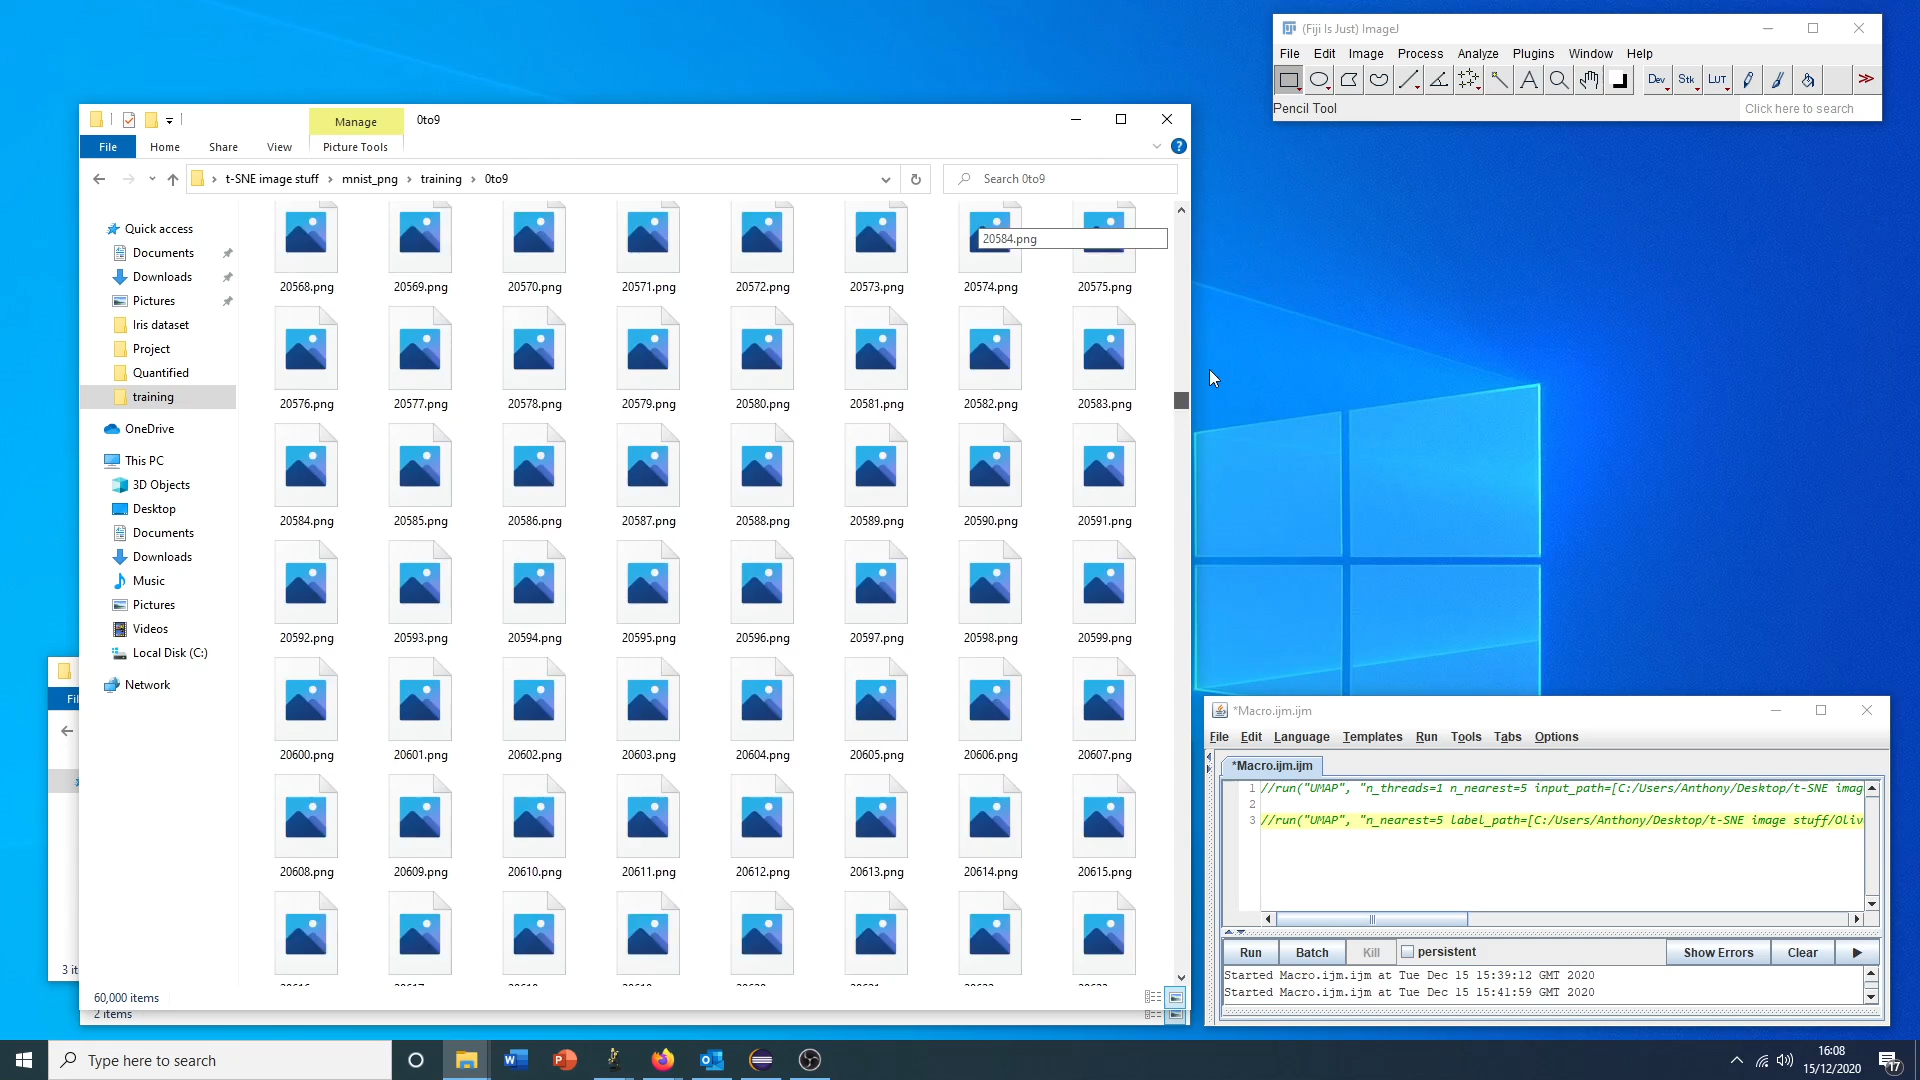 (Fiji Is Just) ImageJ
File Edit Image Process Analyze Plugins Window Help
Dev Stk LUT
Pencil Tool
Click here to search
Manage
0to9
File Home Share View Picture Tools
t-SNE image stuff › mnist_png › training › 0to9
Search 0to9
Quick access
Documents
Downloads
Pictures
Iris dataset
Project
Quantified
training
OneDrive
This PC
3D Objects
Desktop
Documents
Downloads
Music
Pictures
Videos
Local Disk (C:)
Network
20584.png
20568.png 20569.png 20570.png 20571.png 20572.png 20573.png 20574.png 20575.png
20576.png 20577.png 20578.png 20579.png 20580.png 20581.png 20582.png 20583.png
20584.png 20585.png 20586.png 20587.png 20588.png 20589.png 20590.png 20591.png
20592.png 20593.png 20594.png 20595.png 20596.png 20597.png 20598.png 20599.png
20600.png 20601.png 20602.png 20603.png 20604.png 20605.png 20606.png 20607.png
20608.png 20609.png 20610.png 20611.png 20612.png 20613.png 20614.png 20615.png
60,000 items
2 items
Fil
3 it
*Macro.ijm.ijm
File Edit Language Templates Run Tools Tabs Options
*Macro.ijm.ijm
1 //run("UMAP", "n_threads=1 n_nearest=5 input_path=[C:/Users/Anthony/Desktop/t-SNE imag
2
3 //run("UMAP", "n_nearest=5 label_path=[C:/Users/Anthony/Desktop/t-SNE image stuff/Oliv
Run Batch Kill persistent Show Errors Clear
Started Macro.ijm.ijm at Tue Dec 15 15:39:12 GMT 2020
Started Macro.ijm.ijm at Tue Dec 15 15:41:59 GMT 2020
Type here to search
16:08
15/12/2020
17